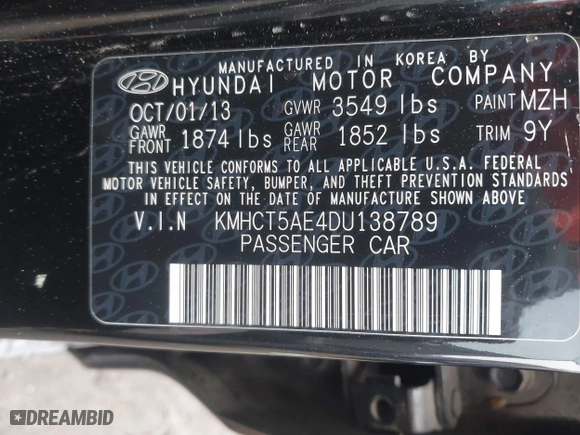 MANUFACTURED IN KOREA BY
HYUNDAI MOTOR COMPANY
OCT/01/13 GVWR 3549 lbs PAINT MZH
GAWR FRONT 1874 lbs GAWR REAR 1852 lbs TRIM 9Y
THIS VEHICLE CONFORMS TO ALL APPLICABLE U.S.A. FEDERAL
MOTOR VEHICLE SAFETY, BUMPER, AND THEFT PREVENTION STANDARDS
IN EFFECT ON THE DATE OF MANUFACTURE SHOWN ABOVE.
V.I.N KMHCT5AE4DU138789
PASSENGER CAR
DREAMBID